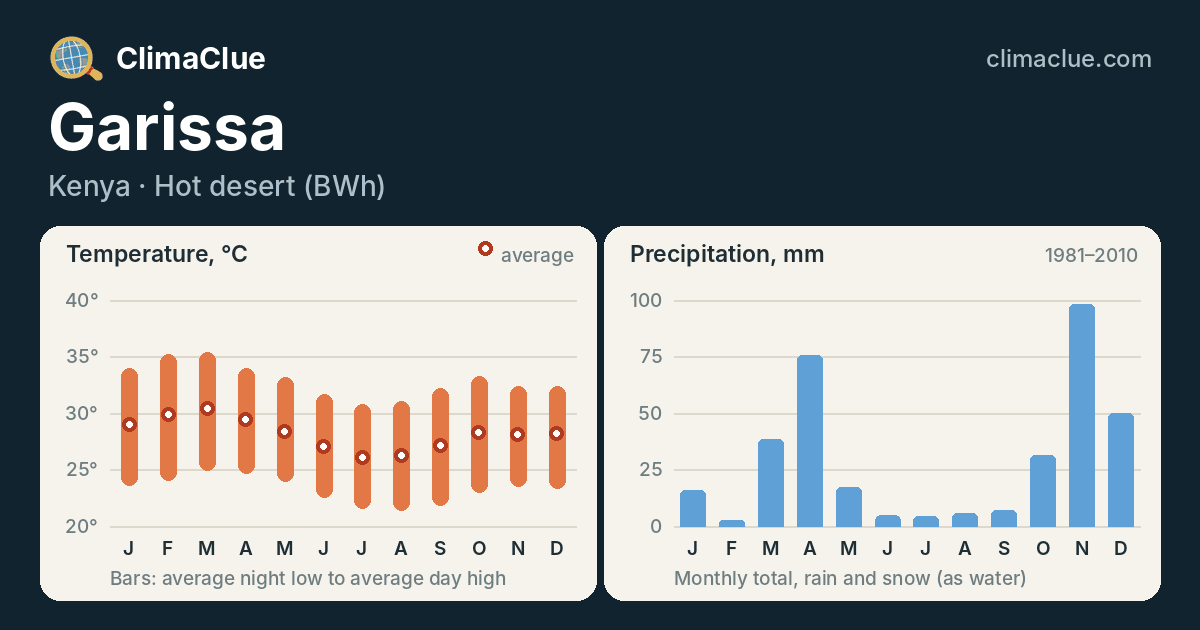 ClimaClue
climaclue.com
Garissa
Kenya · Hot desert (BWh)
Temperature, °C
average
40°
35°
30°
25°
20°
J F M A M J J A S O N D
Bars: average night low to average day high
Precipitation, mm
1981–2010
100
75
50
25
0
J F M A M J J A S O N D
Monthly total, rain and snow (as water)